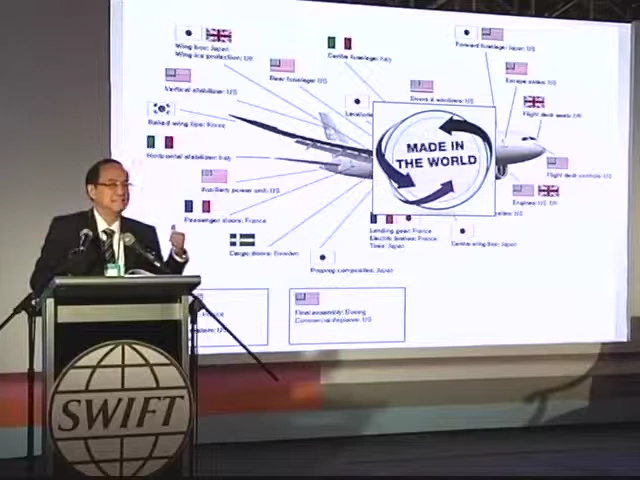 Wing box: Japan
Wing ice protection: UK
Centre fuselage: Italy
Forward fuselage: Japan, US
Rear fuselage: US
Escape slides: US
Vertical stabilizer: US
Doors & windows: US
Flight deck seats: UK
Raked wing tips: Korea
MADE IN
THE WORLD
Horizontal stabilizer: Italy
Flight deck controls: US
Auxiliary power unit: US
Engines: US, UK
Passenger doors: France
Landing gear: France
Electric brakes: France
Tires: Japan
Centre wing box: Japan
Cargo doors: Sweden
Prepreg composites: Japan
Final assembly: Boeing
Commercial Airplanes: US
SWIFT